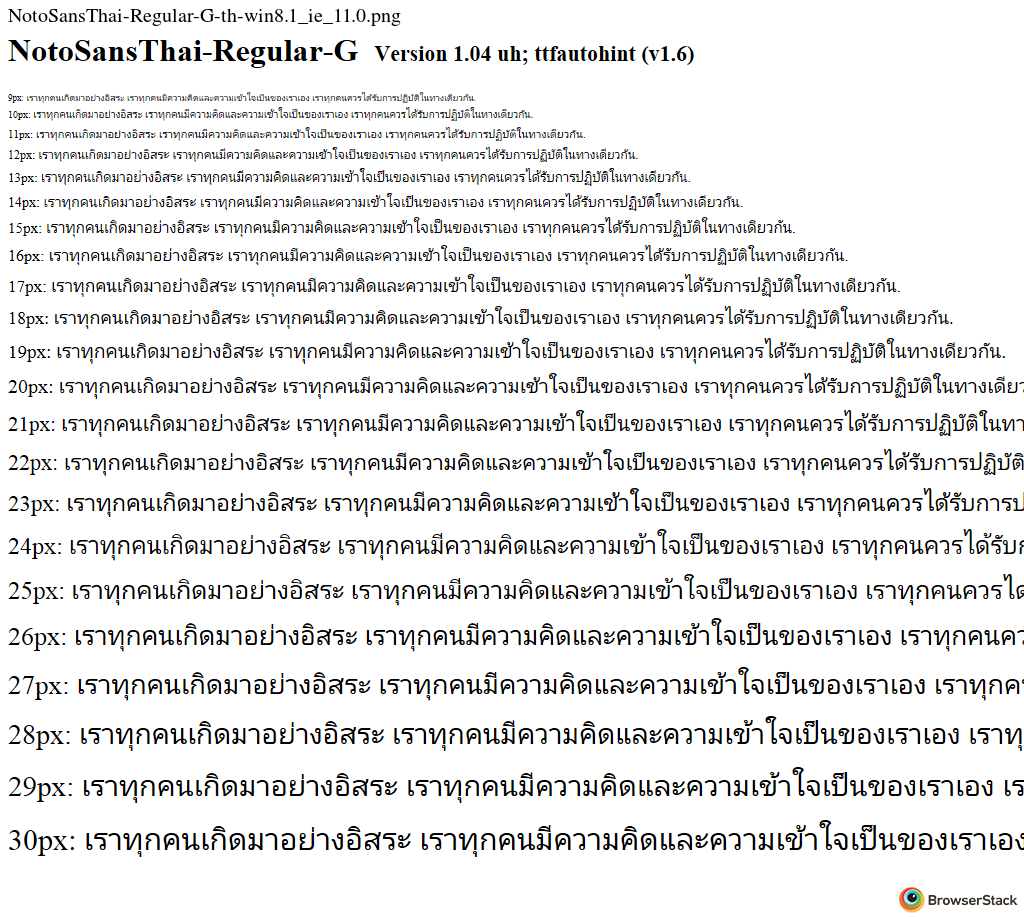 NotoSansThai-Regular-G-th-win8.1_ie_11.0.png
NotoSansThai-Regular-G Version 1.04 uh; ttfautohint (v1.6)
9px: เราทุกคนเกิดมาอย่างอิสระ เราทุกคนมีความคิดและความเข้าใจเป็นของเราเอง เราทุกคนควรได้รับการปฏิบัติในทางเดียวกัน.
10px: เราทุกคนเกิดมาอย่างอิสระ เราทุกคนมีความคิดและความเข้าใจเป็นของเราเอง เราทุกคนควรได้รับการปฏิบัติในทางเดียวกัน.
11px: เราทุกคนเกิดมาอย่างอิสระ เราทุกคนมีความคิดและความเข้าใจเป็นของเราเอง เราทุกคนควรได้รับการปฏิบัติในทางเดียวกัน.
12px: เราทุกคนเกิดมาอย่างอิสระ เราทุกคนมีความคิดและความเข้าใจเป็นของเราเอง เราทุกคนควรได้รับการปฏิบัติในทางเดียวกัน.
13px: เราทุกคนเกิดมาอย่างอิสระ เราทุกคนมีความคิดและความเข้าใจเป็นของเราเอง เราทุกคนควรได้รับการปฏิบัติในทางเดียวกัน.
14px: เราทุกคนเกิดมาอย่างอิสระ เราทุกคนมีความคิดและความเข้าใจเป็นของเราเอง เราทุกคนควรได้รับการปฏิบัติในทางเดียวกัน.
15px: เราทุกคนเกิดมาอย่างอิสระ เราทุกคนมีความคิดและความเข้าใจเป็นของเราเอง เราทุกคนควรได้รับการปฏิบัติในทางเดียวกัน.
16px: เราทุกคนเกิดมาอย่างอิสระ เราทุกคนมีความคิดและความเข้าใจเป็นของเราเอง เราทุกคนควรได้รับการปฏิบัติในทางเดียวกัน.
17px: เราทุกคนเกิดมาอย่างอิสระ เราทุกคนมีความคิดและความเข้าใจเป็นของเราเอง เราทุกคนควรได้รับการปฏิบัติในทางเดียวกัน.
18px: เราทุกคนเกิดมาอย่างอิสระ เราทุกคนมีความคิดและความเข้าใจเป็นของเราเอง เราทุกคนควรได้รับการปฏิบัติในทางเดียวกัน.
19px: เราทุกคนเกิดมาอย่างอิสระ เราทุกคนมีความคิดและความเข้าใจเป็นของเราเอง เราทุกคนควรได้รับการปฏิบัติในทางเดียวกัน.
20px: เราทุกคนเกิดมาอย่างอิสระ เราทุกคนมีความคิดและความเข้าใจเป็นของเราเอง เราทุกคนควรได้รับการปฏิบัติในทางเดียว
21px: เราทุกคนเกิดมาอย่างอิสระ เราทุกคนมีความคิดและความเข้าใจเป็นของเราเอง เราทุกคนควรได้รับการปฏิบัติในทา
22px: เราทุกคนเกิดมาอย่างอิสระ เราทุกคนมีความคิดและความเข้าใจเป็นของเราเอง เราทุกคนควรได้รับการปฏิบัติ
23px: เราทุกคนเกิดมาอย่างอิสระ เราทุกคนมีความคิดและความเข้าใจเป็นของเราเอง เราทุกคนควรได้รับการป
24px: เราทุกคนเกิดมาอย่างอิสระ เราทุกคนมีความคิดและความเข้าใจเป็นของเราเอง เราทุกคนควรได้รับก
25px: เราทุกคนเกิดมาอย่างอิสระ เราทุกคนมีความคิดและความเข้าใจเป็นของเราเอง เราทุกคนควรได้
26px: เราทุกคนเกิดมาอย่างอิสระ เราทุกคนมีความคิดและความเข้าใจเป็นของเราเอง เราทุกคนคว
27px: เราทุกคนเกิดมาอย่างอิสระ เราทุกคนมีความคิดและความเข้าใจเป็นของเราเอง เราทุกค
28px: เราทุกคนเกิดมาอย่างอิสระ เราทุกคนมีความคิดและความเข้าใจเป็นของเราเอง เราทุ
29px: เราทุกคนเกิดมาอย่างอิสระ เราทุกคนมีความคิดและความเข้าใจเป็นของเราเอง เร
30px: เราทุกคนเกิดมาอย่างอิสระ เราทุกคนมีความคิดและความเข้าใจเป็นของเราเอง
BrowserStack